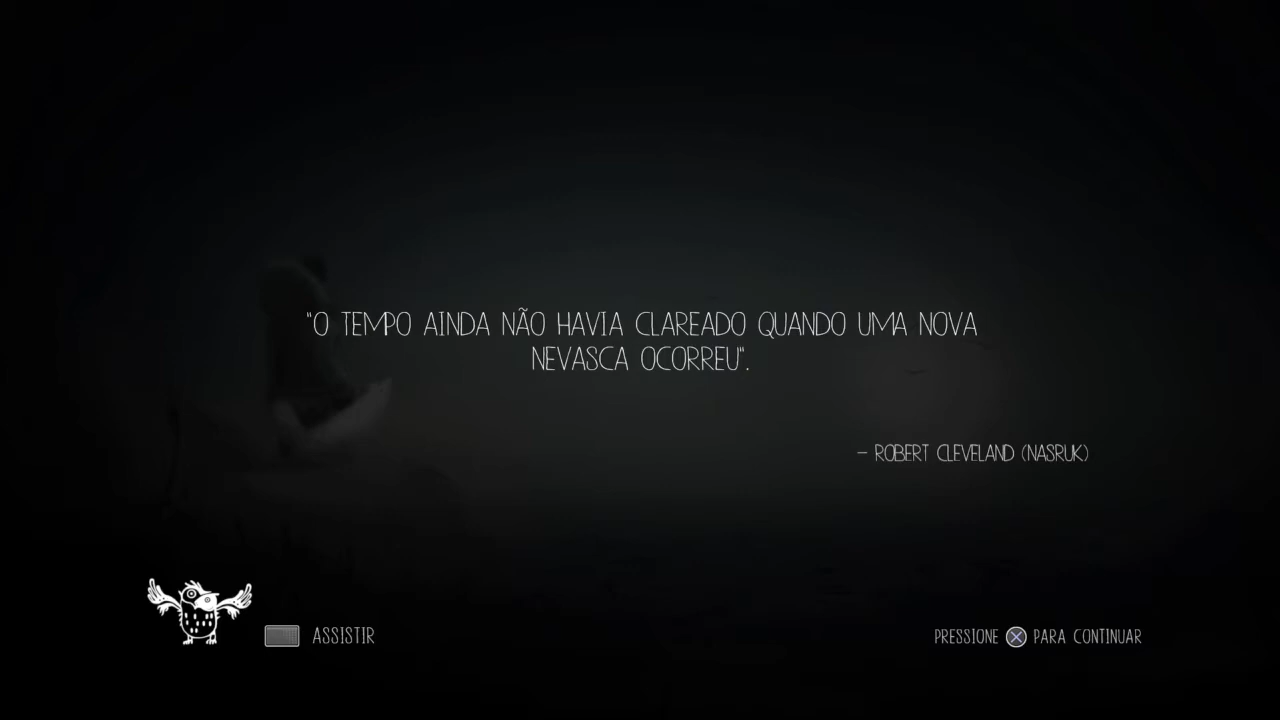 "O TEMPO AINDA NÃO HAVIA CLAREADO QUANDO UMA NOVA
NEVASCA OCORREU".
– ROBERT CLEVELAND (NASRUK)
ASSISTIR
PRESSIONE ⓧ PARA CONTINUAR